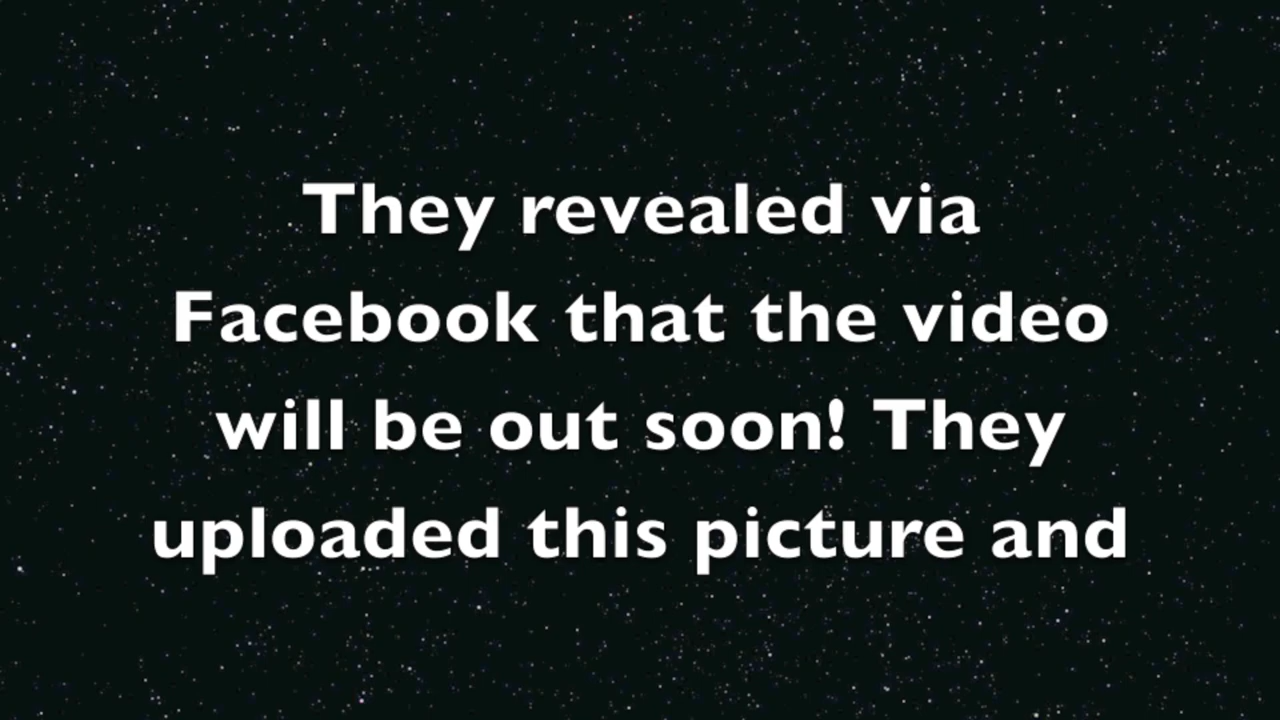 They revealed via
Facebook that the video
will be out soon! They
uploaded this picture and